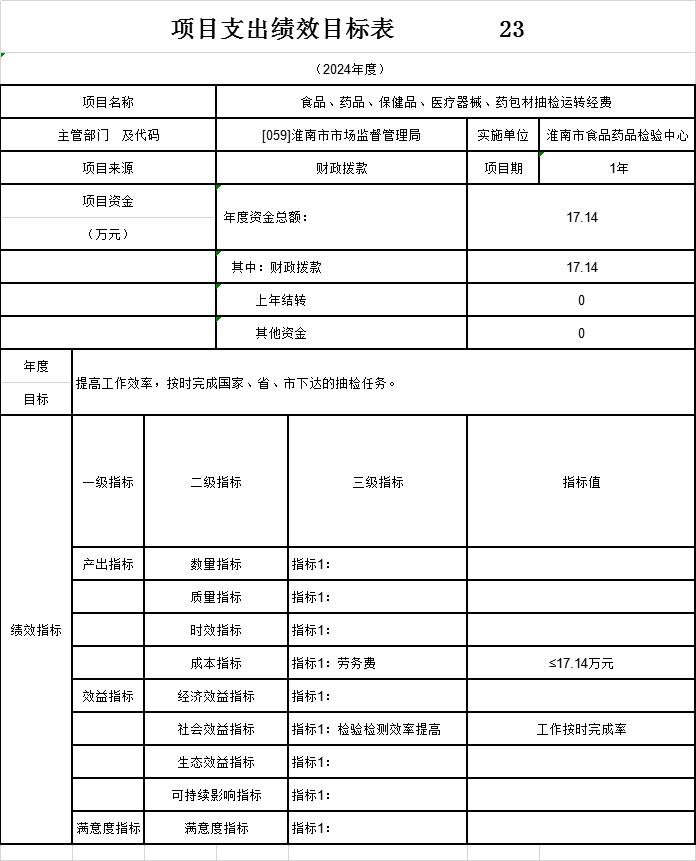 项目支出绩效目标表 23
（2024年度）
项目名称 食品、药品、保健品、医疗器械、药包材抽检运转经费
主管部门 及代码 [059]淮南市市场监督管理局 实施单位 淮南市食品药品检验中心
项目来源 财政拨款 项目期 1年
项目资金
（万元）
年度资金总额： 17.14
其中：财政拨款 17.14
上年结转 0
其他资金 0
年度
目标
提高工作效率，按时完成国家、省、市下达的抽检任务。
绩效指标
一级指标 二级指标 三级指标 指标值
产出指标 数量指标 指标1：
质量指标 指标1：
时效指标 指标1：
成本指标 指标1：劳务费 ≤17.14万元
效益指标 经济效益指标 指标1：
社会效益指标 指标1：检验检测效率提高 工作按时完成率
生态效益指标 指标1：
可持续影响指标 指标1：
满意度指标 满意度指标 指标1：